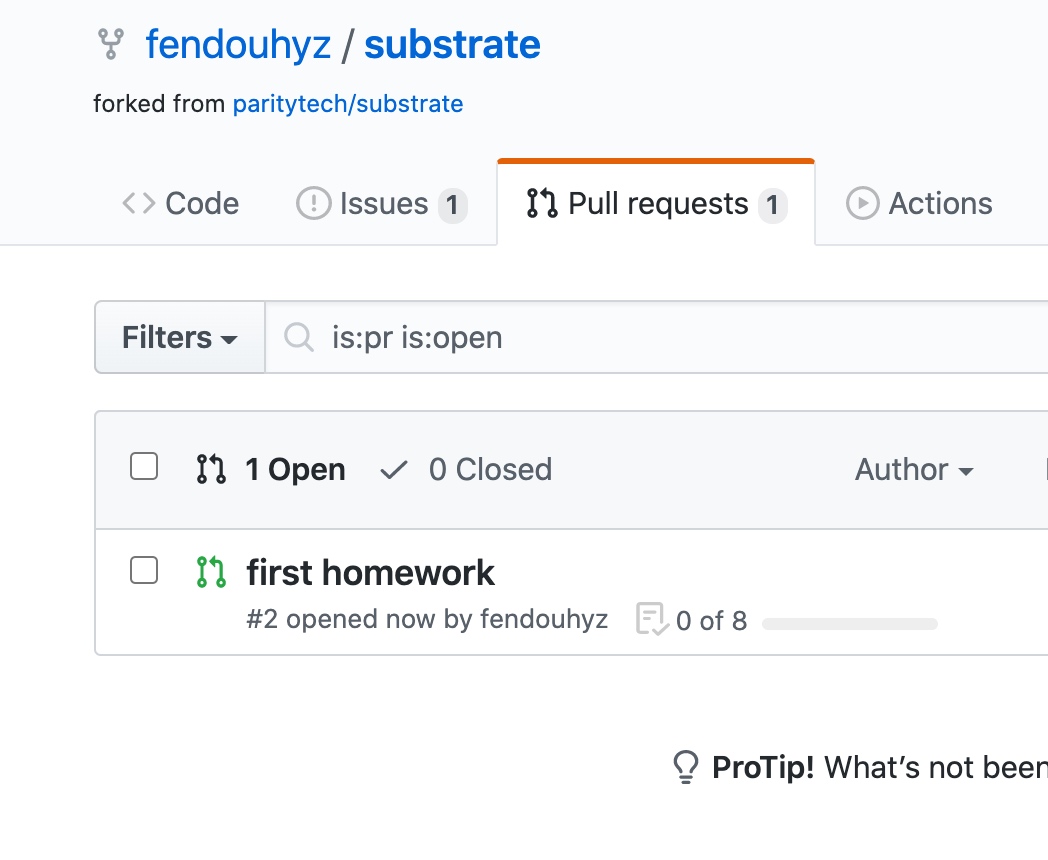 fendouhyz / substrate
forked from paritytech/substrate
Code Issues 1 Pull requests 1 Actions
Filters is:pr is:open
1 Open 0 Closed Author
first homework
#2 opened now by fendouhyz 0 of 8
ProTip! What’s not been